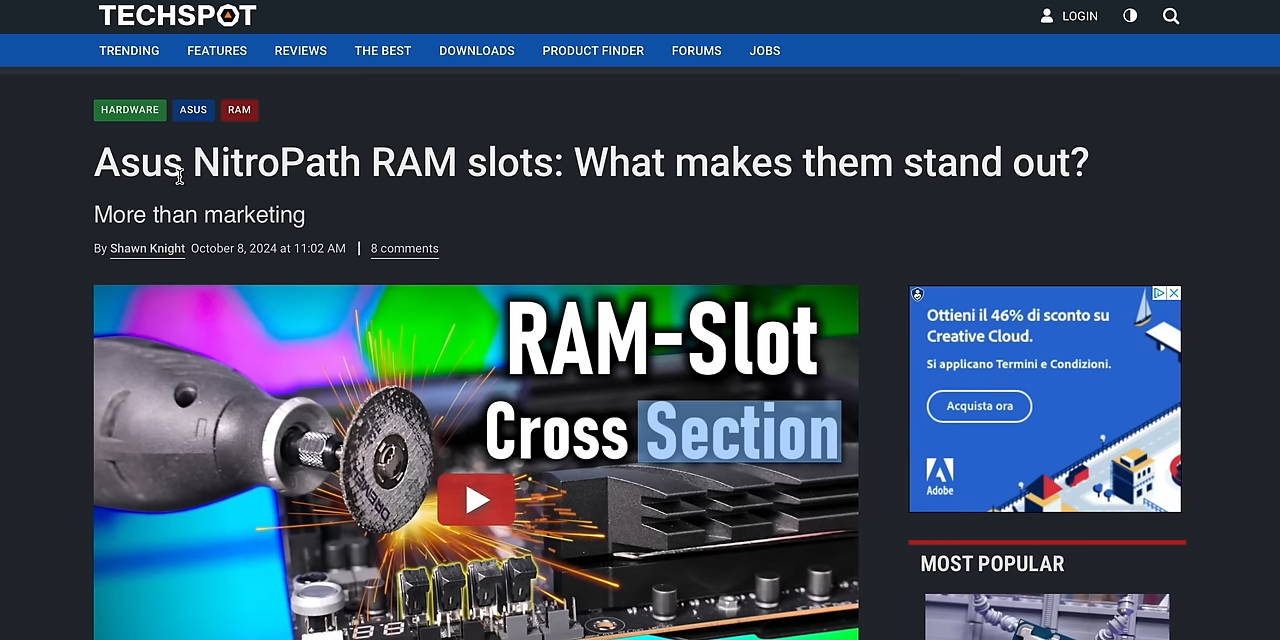 TECHSPOT
LOGIN
TRENDING FEATURES REVIEWS THE BEST DOWNLOADS PRODUCT FINDER FORUMS JOBS
HARDWARE ASUS RAM
Asus NitroPath RAM slots: What makes them stand out?
More than marketing
By Shawn Knight October 8, 2024 at 11:02 AM | 8 comments
RAM-Slot
Cross Section
DREMEL
88
Ottieni il 46% di sconto su
Creative Cloud.
Si applicano Termini e Condizioni.
Acquista ora
Adobe
MOST POPULAR